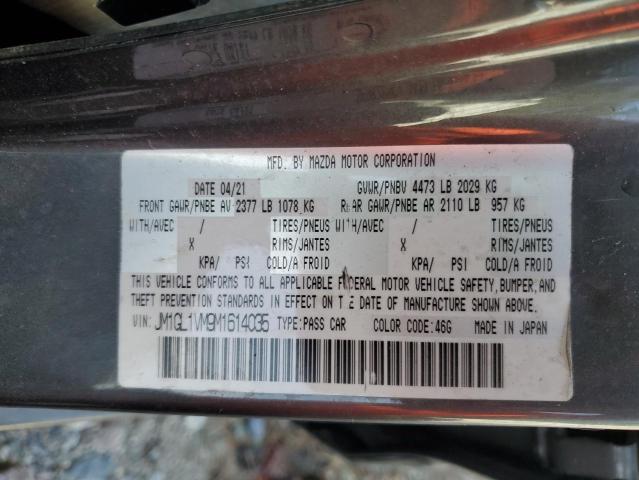 MFD. BY MAZDA MOTOR CORPORATION
DATE 04/21 GVWR/PNBV 4473 LB 2029 KG
FRONT GAWR/PNBE AV 2377 LB 1078 KG REAR GAWR/PNBE AR 2110 LB 957 KG
WITH/AVEC / TIRES/PNEUS WITH/AVEC / TIRES/PNEUS
X RIMS/JANTES X RIMS/JANTES
KPA/ PSI COLD/A FROID KPA/ PSI COLD/A FROID
THIS VEHICLE CONFORMS TO ALL APPLICABLE FEDERAL MOTOR VEHICLE SAFETY, BUMPER, AND
THEFT PREVENTION STANDARDS IN EFFECT ON THE DATE OF MANUFACTURE SHOWN ABOVE.
JM1GL1VM9M1614035 TYPE:PASS CAR COLOR CODE:46G MADE IN JAPAN